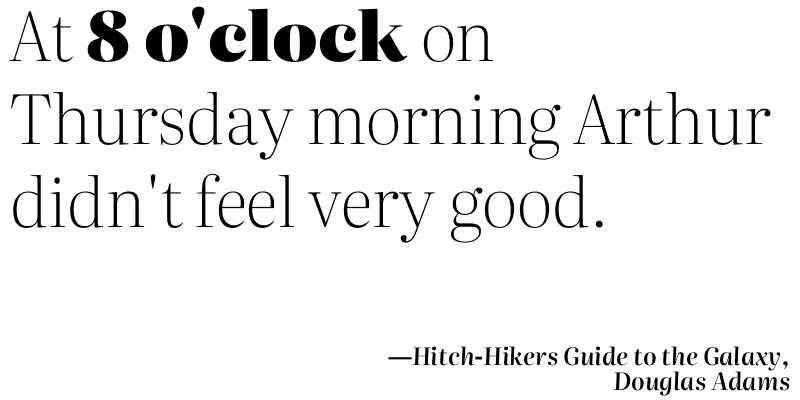 At 8 o'clock on
Thursday morning Arthur
didn't feel very good.
—Hitch-Hikers Guide to the Galaxy,
Douglas Adams